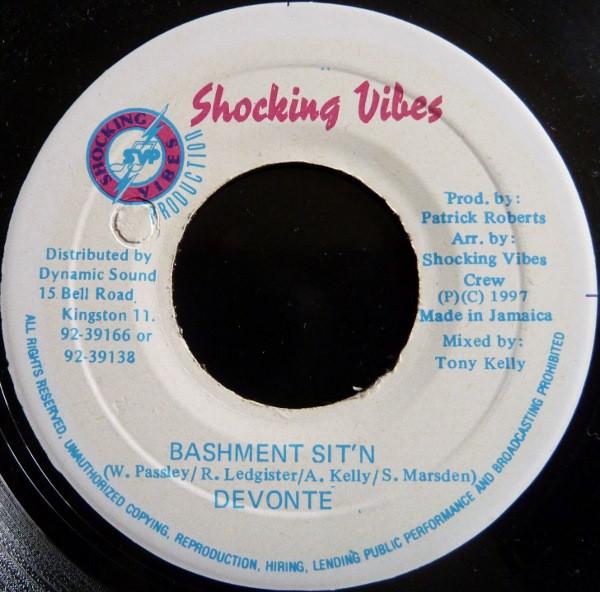 Shocking Vibes
SHOCKING VIBES
SVP
PRODUCTION
Distributed by
Dynamic Sound
15 Bell Road
Kingston 11.
92-39166 or
92-39138
Prod. by:
Patrick Roberts
Arr. by:
Shocking Vibes
Crew
(P)(C) 1997
Made in Jamaica
Mixed by:
Tony Kelly
BASHMENT SIT'N
(W. Passley/R. Ledgister/A. Kelly/S. Marsden)
DEVONTE
ALL RIGHTS RESERVED, UNAUTHORIZED COPYING, REPRODUCTION, HIRING, LENDING PUBLIC PERFORMANCE AND BROADCASTING PROHIBITED